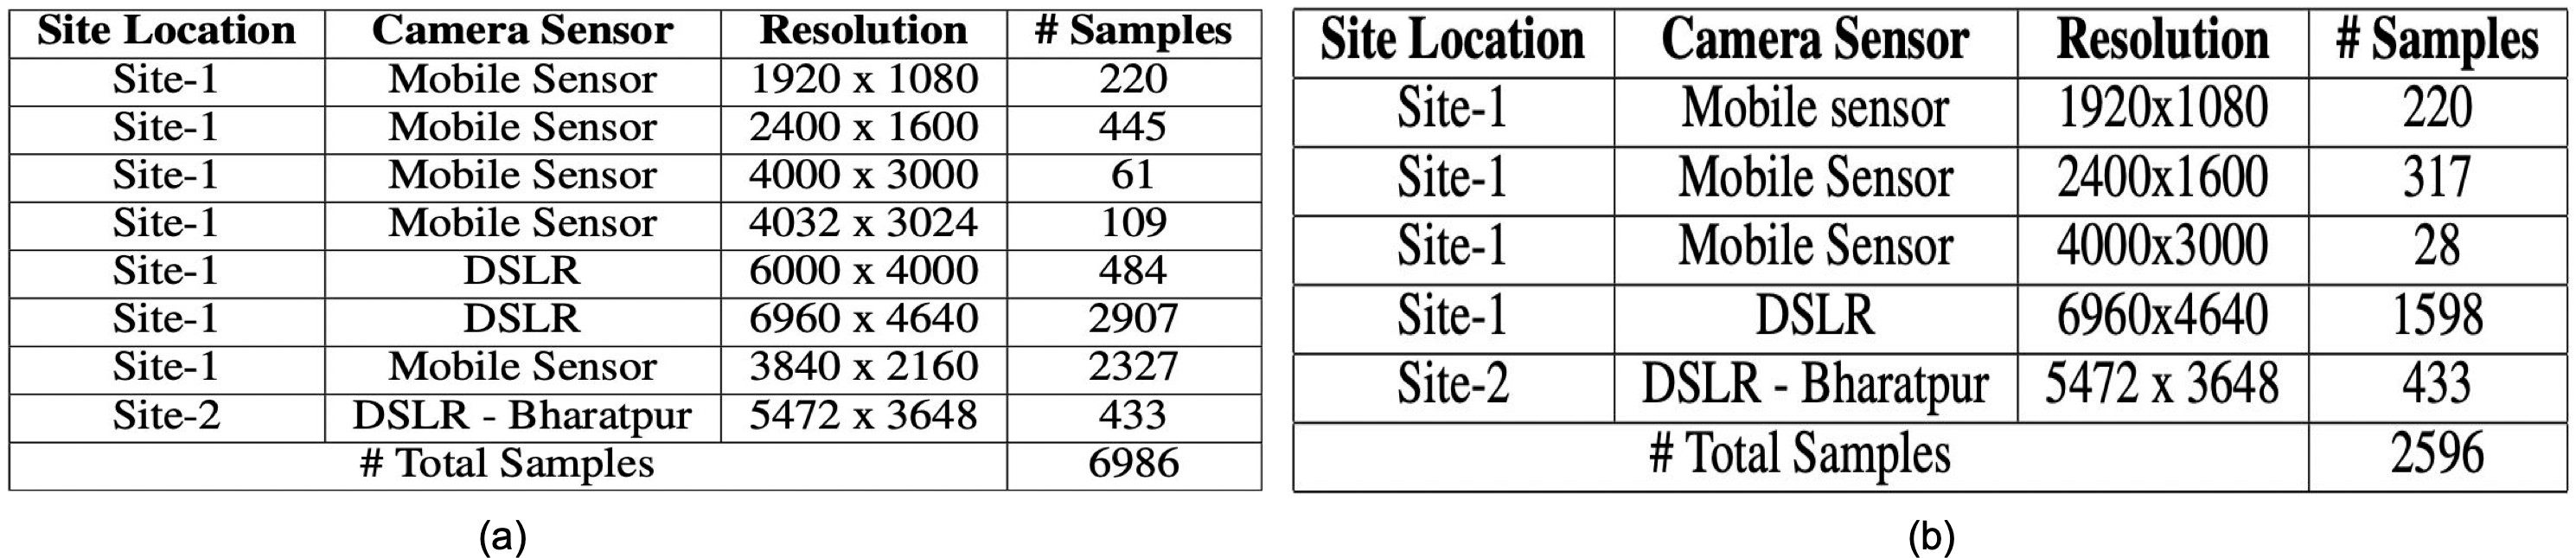 Site Location Camera Sensor Resolution # Samples
Site-1 Mobile Sensor 1920 x 1080 220
Site-1 Mobile Sensor 2400 x 1600 445
Site-1 Mobile Sensor 4000 x 3000 61
Site-1 Mobile Sensor 4032 x 3024 109
Site-1 DSLR 6000 x 4000 484
Site-1 DSLR 6960 x 4640 2907
Site-1 Mobile Sensor 3840 x 2160 2327
Site-2 DSLR - Bharatpur 5472 x 3648 433
# Total Samples 6986
(a)
Site Location Camera Sensor Resolution # Samples
Site-1 Mobile sensor 1920x1080 220
Site-1 Mobile Sensor 2400x1600 317
Site-1 Mobile Sensor 4000x3000 28
Site-1 DSLR 6960x4640 1598
Site-2 DSLR - Bharatpur 5472 x 3648 433
# Total Samples 2596
(b)